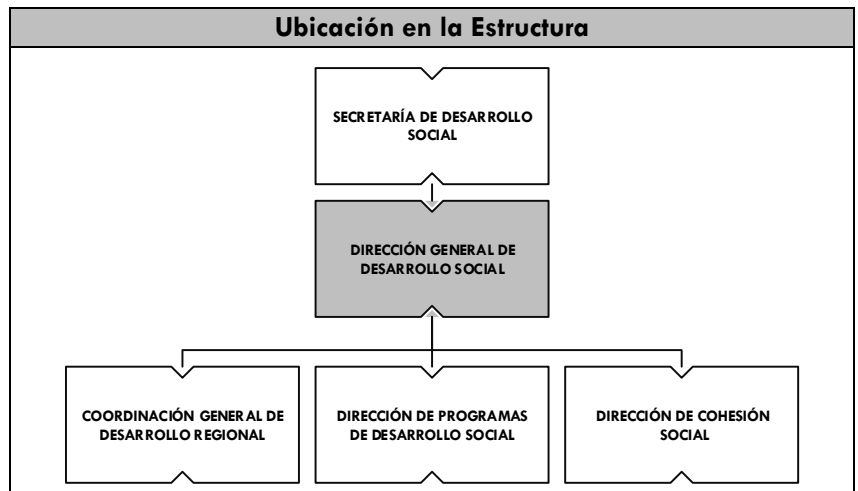 Ubicación en la Estructura
SECRETARÍA DE DESARROLLO
SOCIAL
DIRECCIÓN GENERAL DE
DESARROLLO SOCIAL
COORDINACIÓN GENERAL DE
DESARROLLO REGIONAL
DIRECCIÓN DE PROGRAMAS
DE DESARROLLO SOCIAL
DIRECCIÓN DE COHESIÓN
SOCIAL